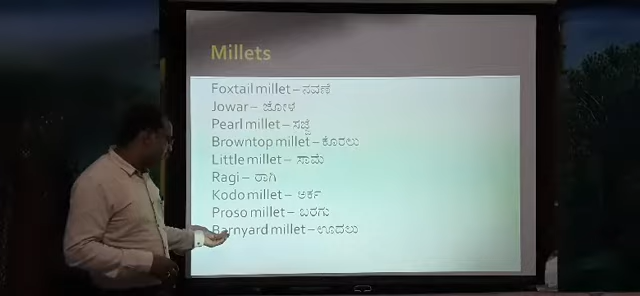 Millets
Foxtail millet – ನವಣೆ
Jowar – ಜೋಳ
Pearl millet – ಸಜ್ಜೆ
Browntop millet – ಕೊರಲು
Little millet – ಸಾಮೆ
Ragi – ರಾಗಿ
Kodo millet – ಅರ್ಕ
Proso millet – ಬರಗು
Barnyard millet – ಊದಲು